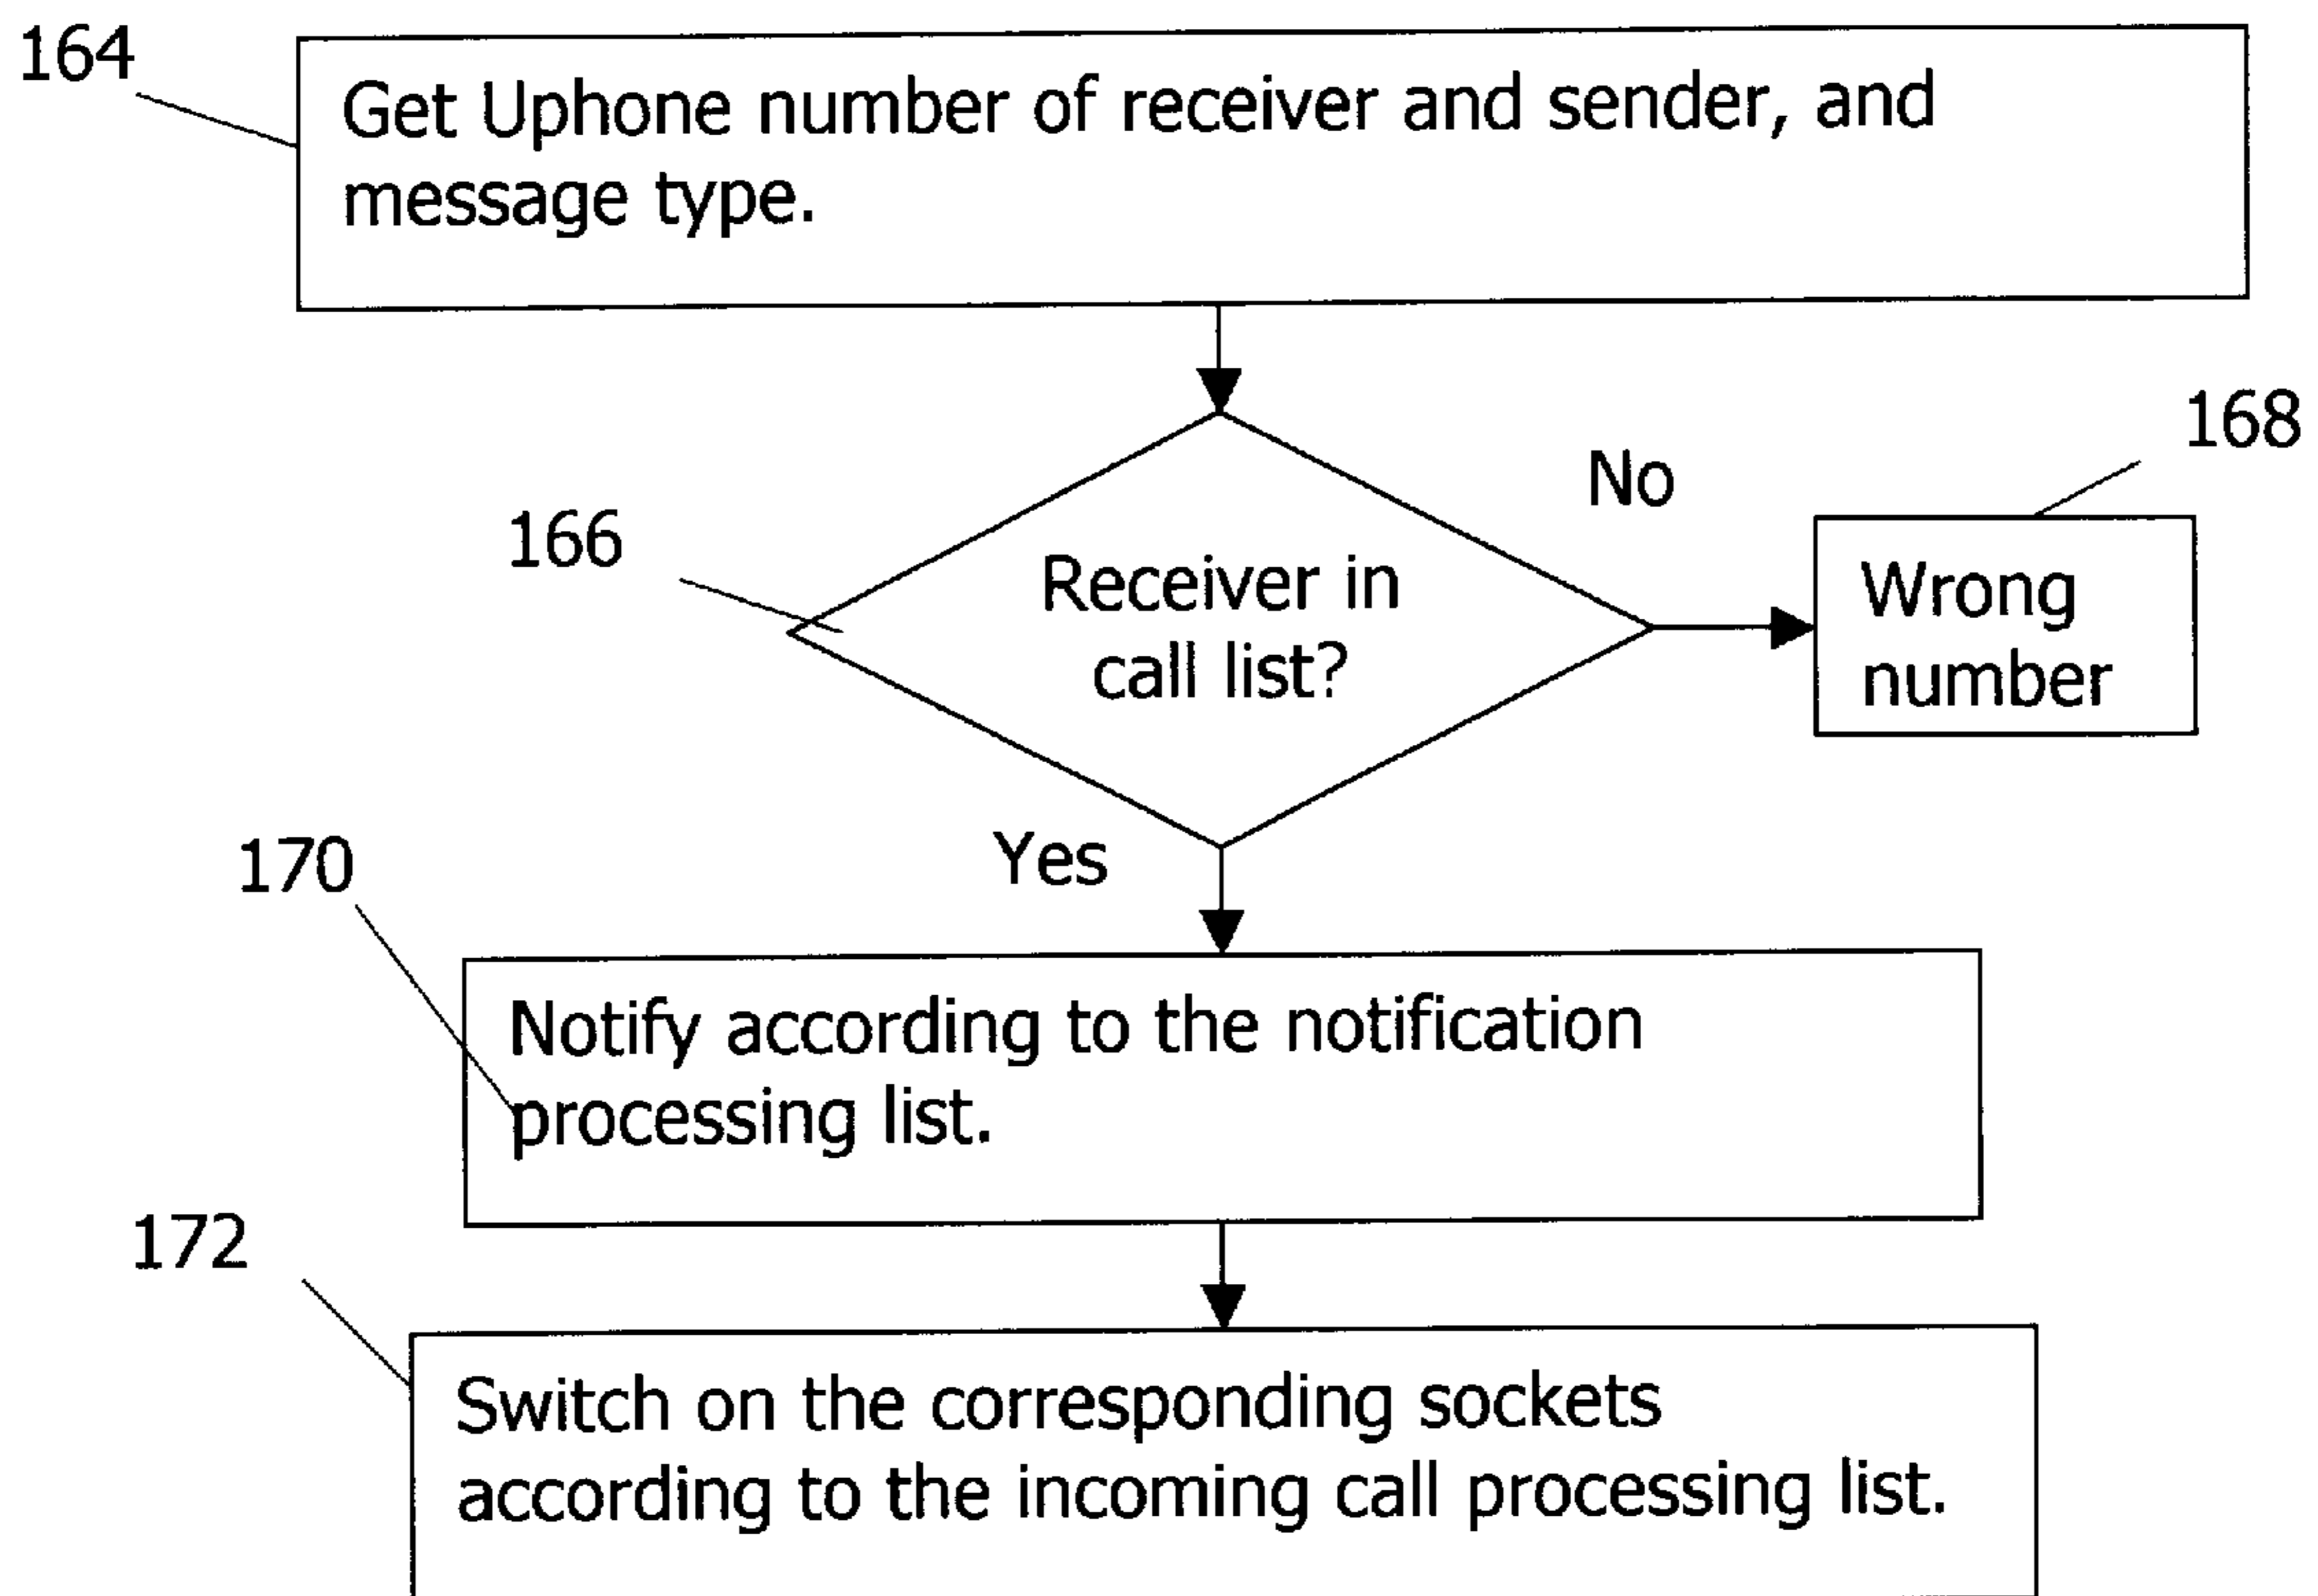 164
Get Uphone number of receiver and sender, and
message type.
168
No
166
Receiver in
call list?
Wrong
number
Yes
170
Notify according to the notification
processing list.
172
Switch on the corresponding sockets
according to the incoming call processing list.